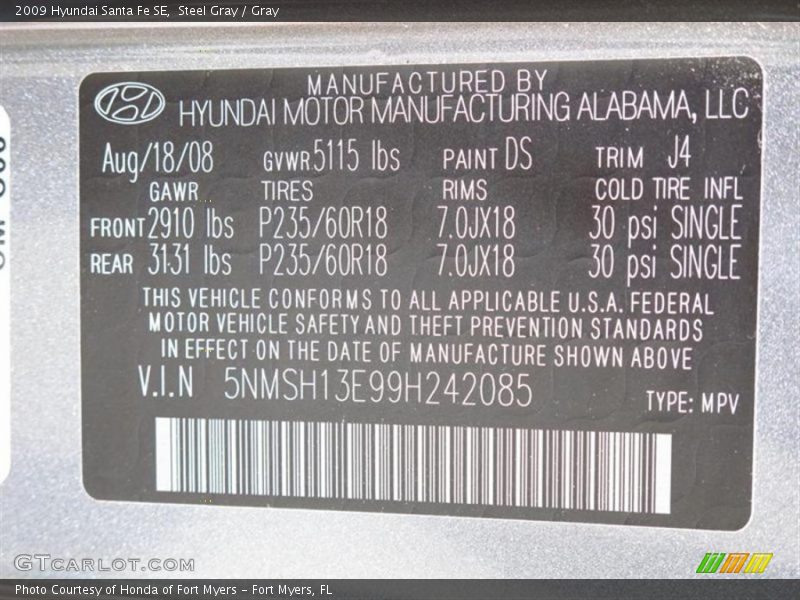 2009 Hyundai Santa Fe SE, Steel Gray / Gray
MANUFACTURED BY
HYUNDAI MOTOR MANUFACTURING ALABAMA, LLC
Aug/18/08 GVWR 5115 lbs PAINT DS TRIM J4
GAWR TIRES RIMS COLD TIRE INFL
FRONT 2910 lbs P235/60R18 7.0JX18 30 psi SINGLE
REAR 3131 lbs P235/60R18 7.0JX18 30 psi SINGLE
THIS VEHICLE CONFORMS TO ALL APPLICABLE U.S.A. FEDERAL
MOTOR VEHICLE SAFETY AND THEFT PREVENTION STANDARDS
IN EFFECT ON THE DATE OF MANUFACTURE SHOWN ABOVE
V.I.N 5NMSH13E99H242085
TYPE: MPV
GTCARLOT.COM
Photo Courtesy of Honda of Fort Myers - Fort Myers, FL